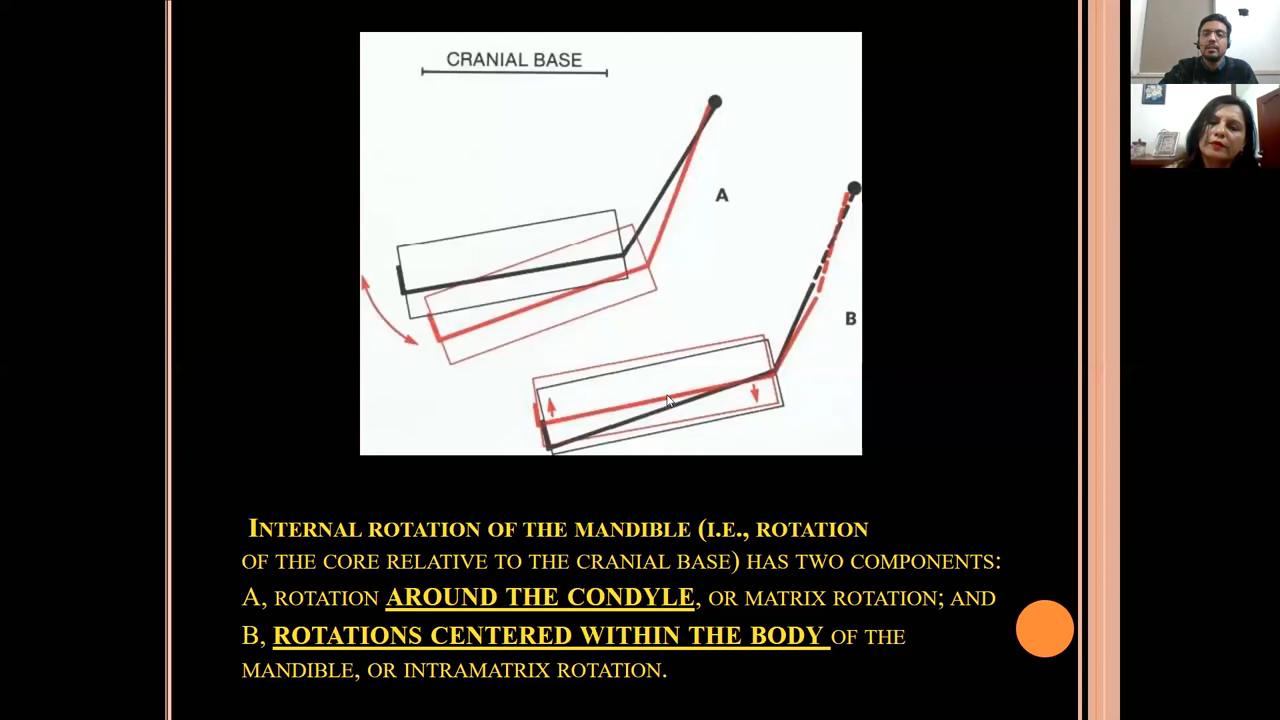 CRANIAL BASE
A
B
INTERNAL ROTATION OF THE MANDIBLE (I.E., ROTATION
OF THE CORE RELATIVE TO THE CRANIAL BASE) HAS TWO COMPONENTS:
A, ROTATION AROUND THE CONDYLE, OR MATRIX ROTATION; AND
B, ROTATIONS CENTERED WITHIN THE BODY OF THE
MANDIBLE, OR INTRAMATRIX ROTATION.